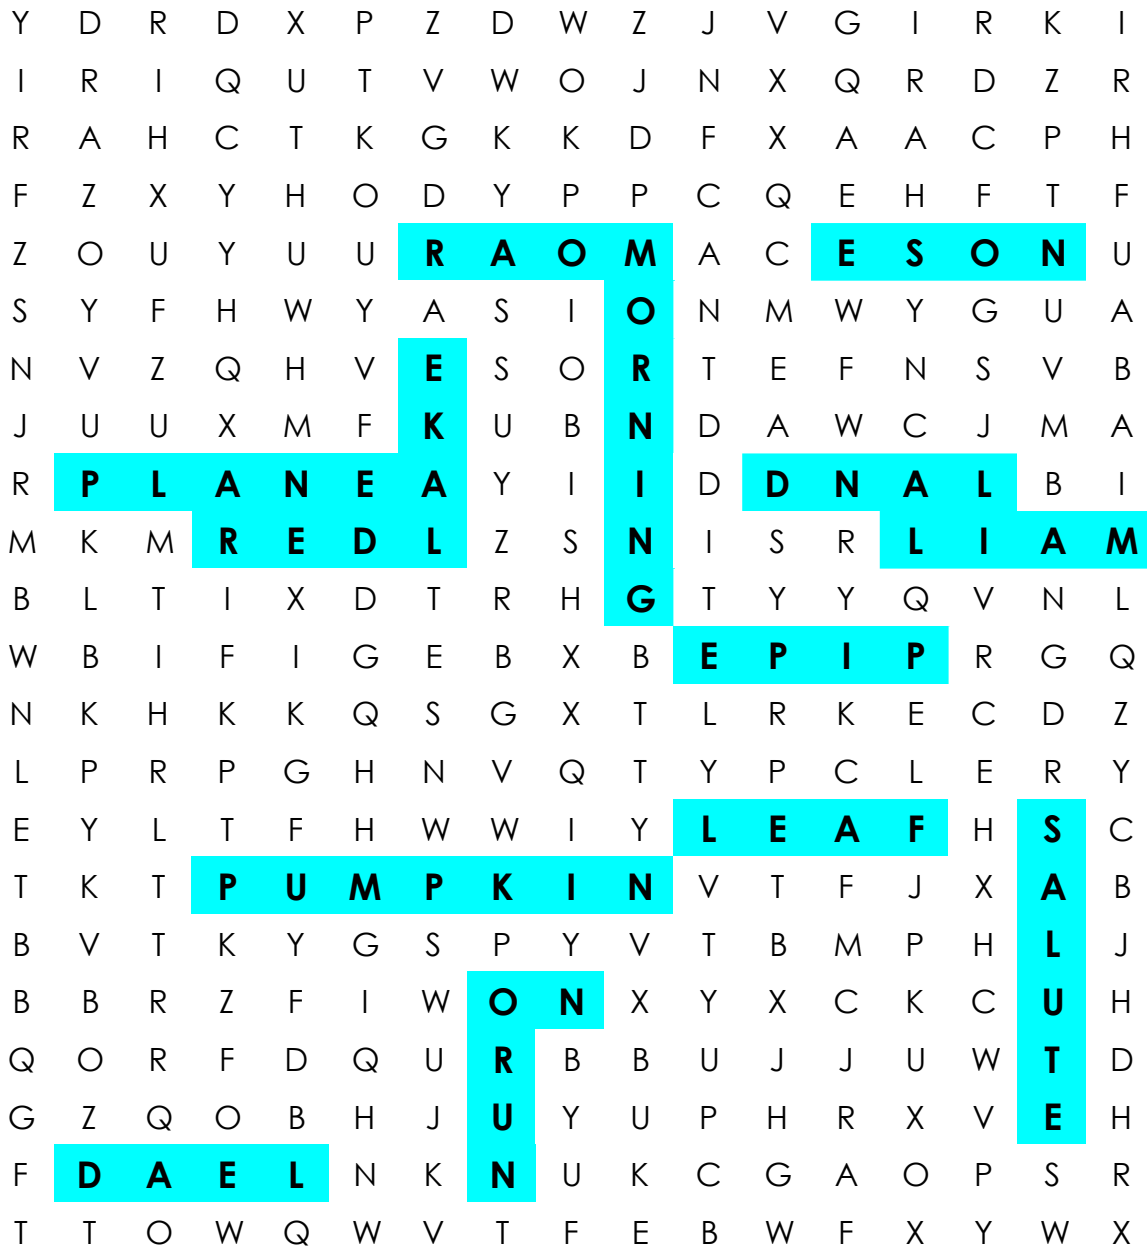 Y D R D X P Z D W Z J V G I R K I
I R I Q U T V W O J N X Q R D Z R
R A H C T K G K K D F X A A C P H
F Z X Y H O D Y P P C Q E H F T F
Z O U Y U U R A O M A C E S O N U
S Y F H W Y A S I O N M W Y G U A
N V Z Q H V E S O R T E F N S V B
J U U X M F K U B N D A W C J M A
R P L A N E A Y I I D D N A L B I
M K M R E D L Z S N I S R L I A M
B L T I X D T R H G T Y Y Q V N L
W B I F I G E B X B E P I P R G Q
N K H K K Q S G X T L R K E C D Z
L P R P G H N V Q T Y P C L E R Y
E Y L T F H W W I Y L E A F H S C
T K T P U M P K I N V T F J X A B
B V T K Y G S P Y V T B M P H L J
B B R Z F I W O N X Y X C K C U H
Q O R F D Q U R B B U J J U W T D
G Z Q O B H J U Y U P H R X V E H
F D A E L N K N U K C G A O P S R
T T O W Q W V T F E B W F X Y W X